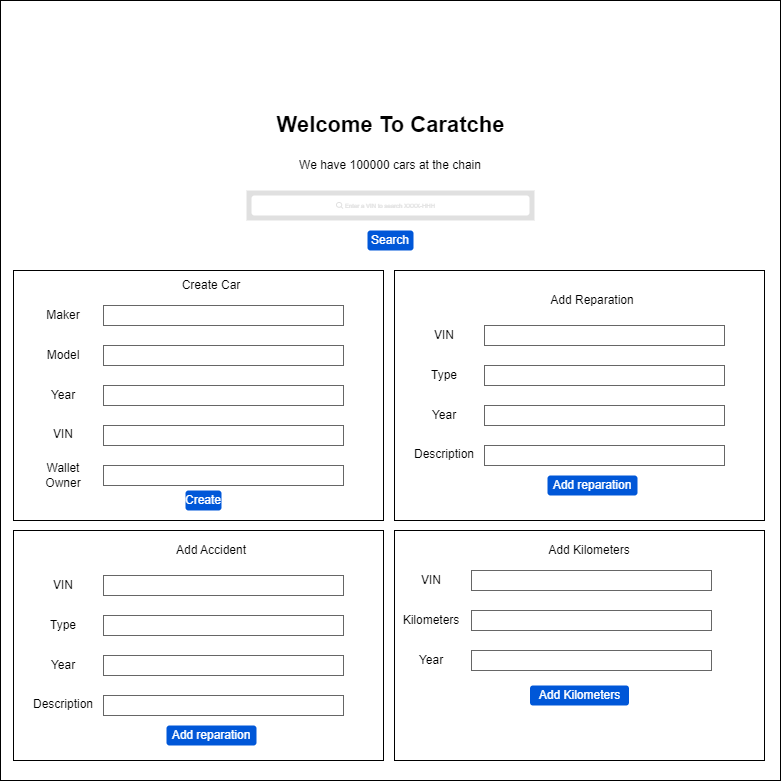 Welcome To Caratche
We have 100000 cars at the chain
Enter a VIN to search XXXX-HHH
Search
Create Car
Maker
Model
Year
VIN
Wallet
Owner
Create
Add Reparation
VIN
Type
Year
Description
Add reparation
Add Accident
VIN
Type
Year
Description
Add reparation
Add Kilometers
VIN
Kilometers
Year
Add Kilometers